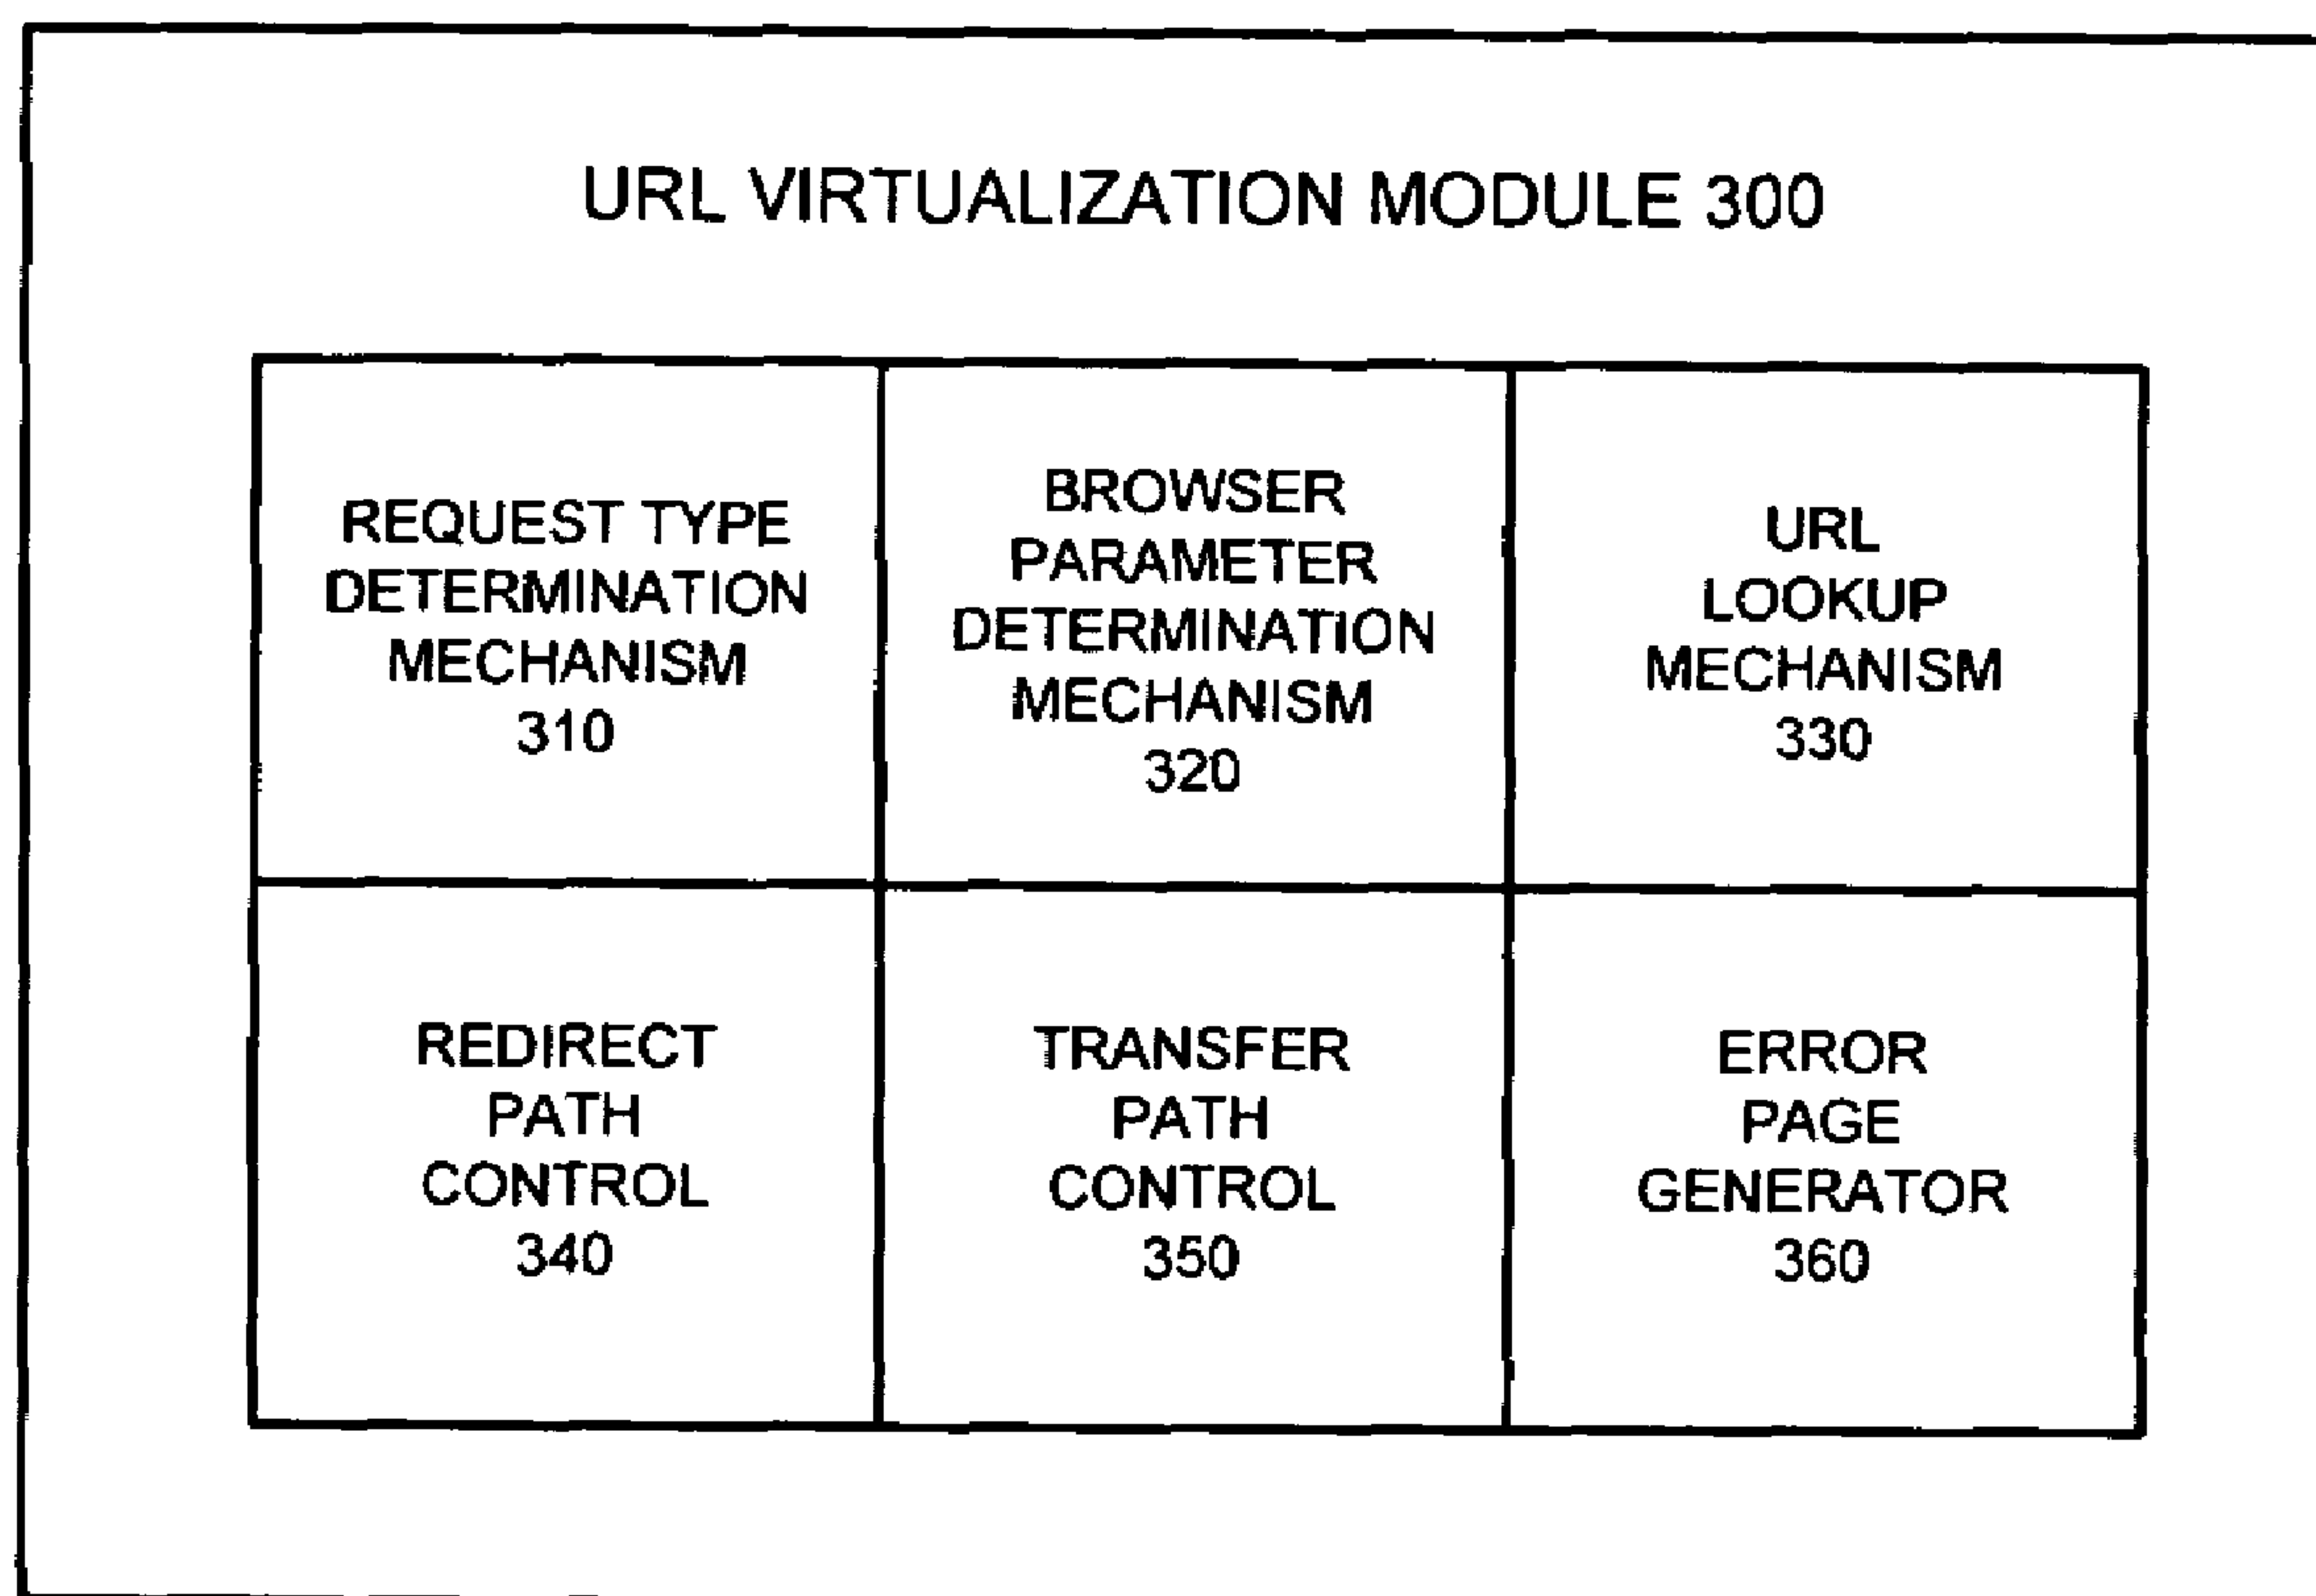 URL VIRTUALIZATION MODULE 300
REQUEST TYPE
DETERMINATION
MECHANISM
310
BROWSER
PARAMETER
DETERMINATION
MECHANISM
320
URL
LOOKUP
MECHANISM
330
REDIRECT
PATH
CONTROL
340
TRANSFER
PATH
CONTROL
350
ERROR
PAGE
GENERATOR
360